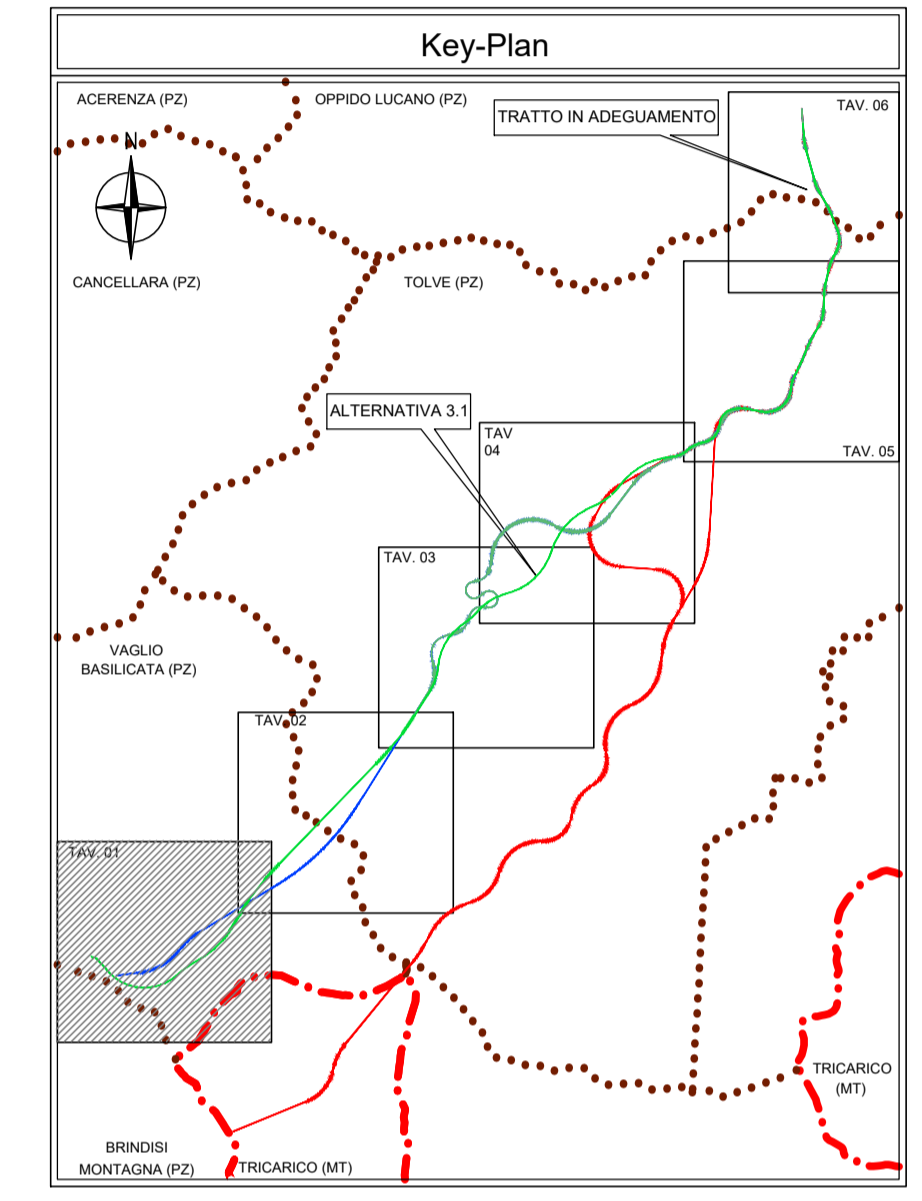 Key-Plan
ACERENZA (PZ)
OPPIDO LUCANO (PZ)
TRATTO IN ADEGUAMENTO
TAV. 06
N
CANCELLARA (PZ)
TOLVE (PZ)
ALTERNATIVA 3.1
TAV
04
TAV. 05
TAV. 03
VAGLIO
BASILICATA (PZ)
TAV. 02
TAV. 01
TRICARICO
(MT)
BRINDISI
MONTAGNA (PZ)
TRICARICO (MT)